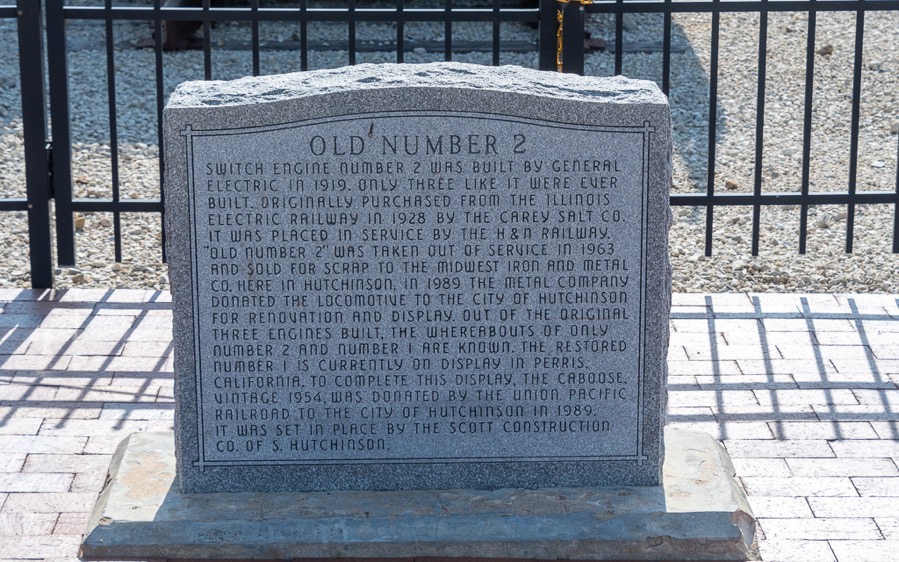 OLD NUMBER 2
SWITCH ENGINE NUMBER 2 WAS BUILT BY GENERAL
ELECTRIC IN 1919. ONLY THREE LIKE IT WERE EVER
BUILT. ORIGINALLY PURCHASED FROM THE ILLINOIS
ELECTRIC RAILWAY IN 1928 BY THE CAREY SALT CO.
IT WAS PLACED IN SERVICE BY THE H&N RAILWAY.
"OLD NUMBER 2" WAS TAKEN OUT OF SERVICE IN 1963
AND SOLD FOR SCRAP TO THE MIDWEST IRON AND METAL
CO. HERE IN HUTCHINSON, IN 1989 THE METAL COMPANY
DONATED THE LOCOMOTIVE TO THE CITY OF HUTCHINSON
FOR RENOVATION AND DISPLAY. OUT OF THE ORIGINAL
THREE ENGINES BUILT, THE WHEREABOUTS OF ONLY
NUMBER 2 AND NUMBER 1 ARE KNOWN. THE RESTORED
NUMBER 1 IS CURRENTLY ON DISPLAY IN PERRIS,
CALIFORNIA. TO COMPLETE THIS DISPLAY, THE CABOOSE,
VINTAGE 1954, WAS DONATED BY THE UNION PACIFIC
RAILROAD TO THE CITY OF HUTCHINSON IN 1989.
IT WAS SET IN PLACE BY THE SCOTT CONSTRUCTION
CO. OF S. HUTCHINSON.